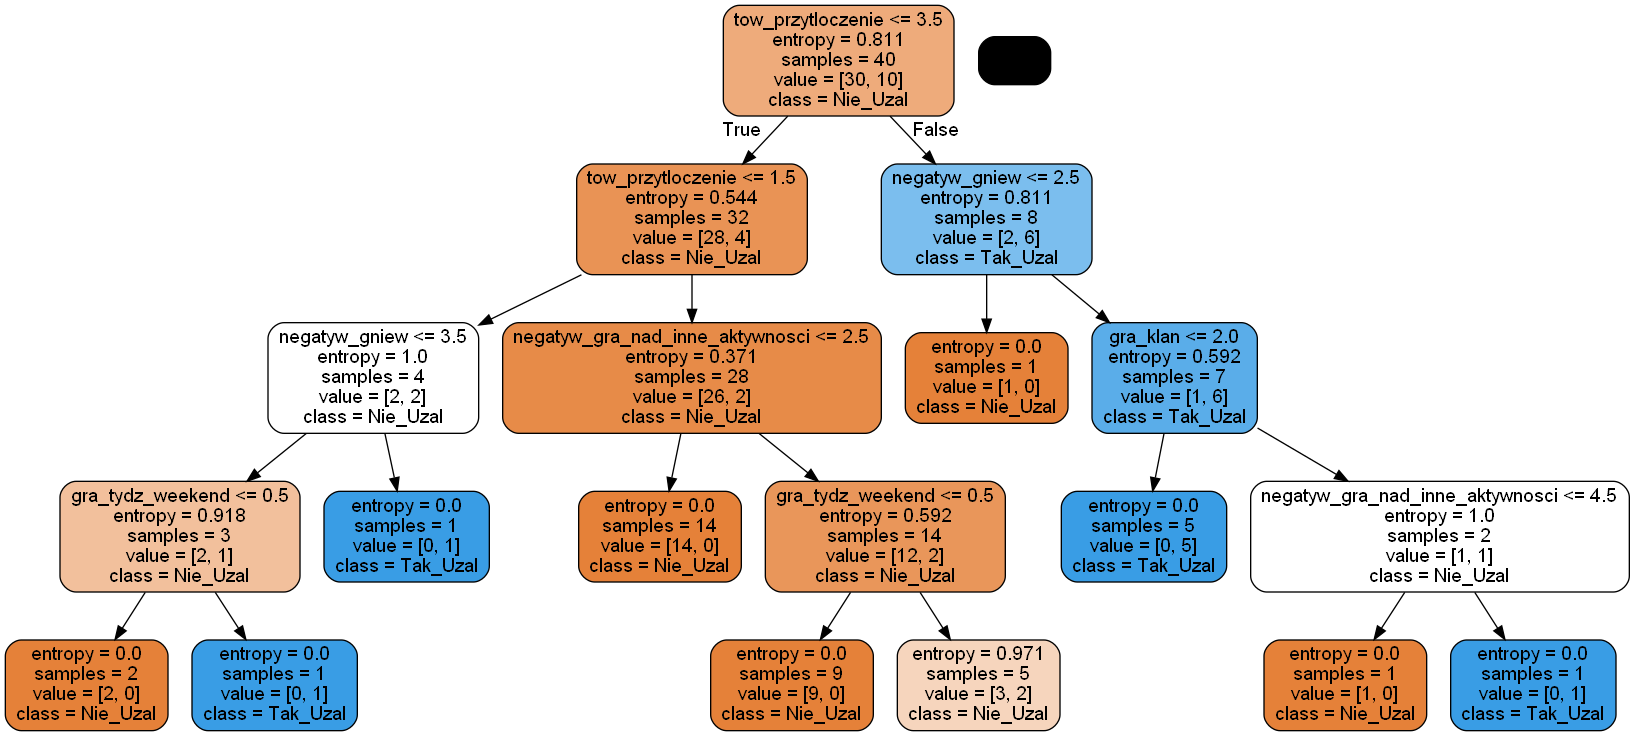 tow_przytloczenie <= 3.5
entropy = 0.811
samples = 40
value = [30, 10]
class = Nie_Uzal
True
False
tow_przytloczenie <= 1.5
entropy = 0.544
samples = 32
value = [28, 4]
class = Nie_Uzal
negatyw_gniew <= 2.5
entropy = 0.811
samples = 8
value = [2, 6]
class = Tak_Uzal
negatyw_gniew <= 3.5
entropy = 1.0
samples = 4
value = [2, 2]
class = Nie_Uzal
negatyw_gra_nad_inne_aktywnosci <= 2.5
entropy = 0.371
samples = 28
value = [26, 2]
class = Nie_Uzal
entropy = 0.0
samples = 1
value = [1, 0]
class = Nie_Uzal
gra_klan <= 2.0
entropy = 0.592
samples = 7
value = [1, 6]
class = Tak_Uzal
gra_tydz_weekend <= 0.5
entropy = 0.918
samples = 3
value = [2, 1]
class = Nie_Uzal
entropy = 0.0
samples = 1
value = [0, 1]
class = Tak_Uzal
entropy = 0.0
samples = 14
value = [14, 0]
class = Nie_Uzal
gra_tydz_weekend <= 0.5
entropy = 0.592
samples = 14
value = [12, 2]
class = Nie_Uzal
entropy = 0.0
samples = 5
value = [0, 5]
class = Tak_Uzal
negatyw_gra_nad_inne_aktywnosci <= 4.5
entropy = 1.0
samples = 2
value = [1, 1]
class = Nie_Uzal
entropy = 0.0
samples = 2
value = [2, 0]
class = Nie_Uzal
entropy = 0.0
samples = 1
value = [0, 1]
class = Tak_Uzal
entropy = 0.0
samples = 9
value = [9, 0]
class = Nie_Uzal
entropy = 0.971
samples = 5
value = [3, 2]
class = Nie_Uzal
entropy = 0.0
samples = 1
value = [1, 0]
class = Nie_Uzal
entropy = 0.0
samples = 1
value = [0, 1]
class = Tak_Uzal